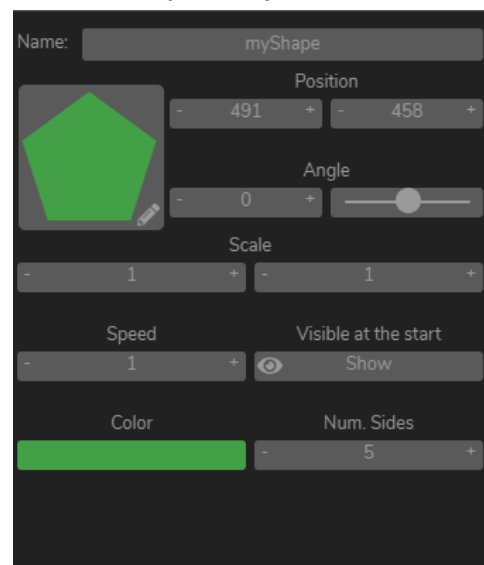 Name: myShape
Position
- 491 + - 458 +
Angle
- 0 +
Scale
- 1 + - 1 +
Speed Visible at the start
- 1 + Show
Color Num. Sides
- 5 +